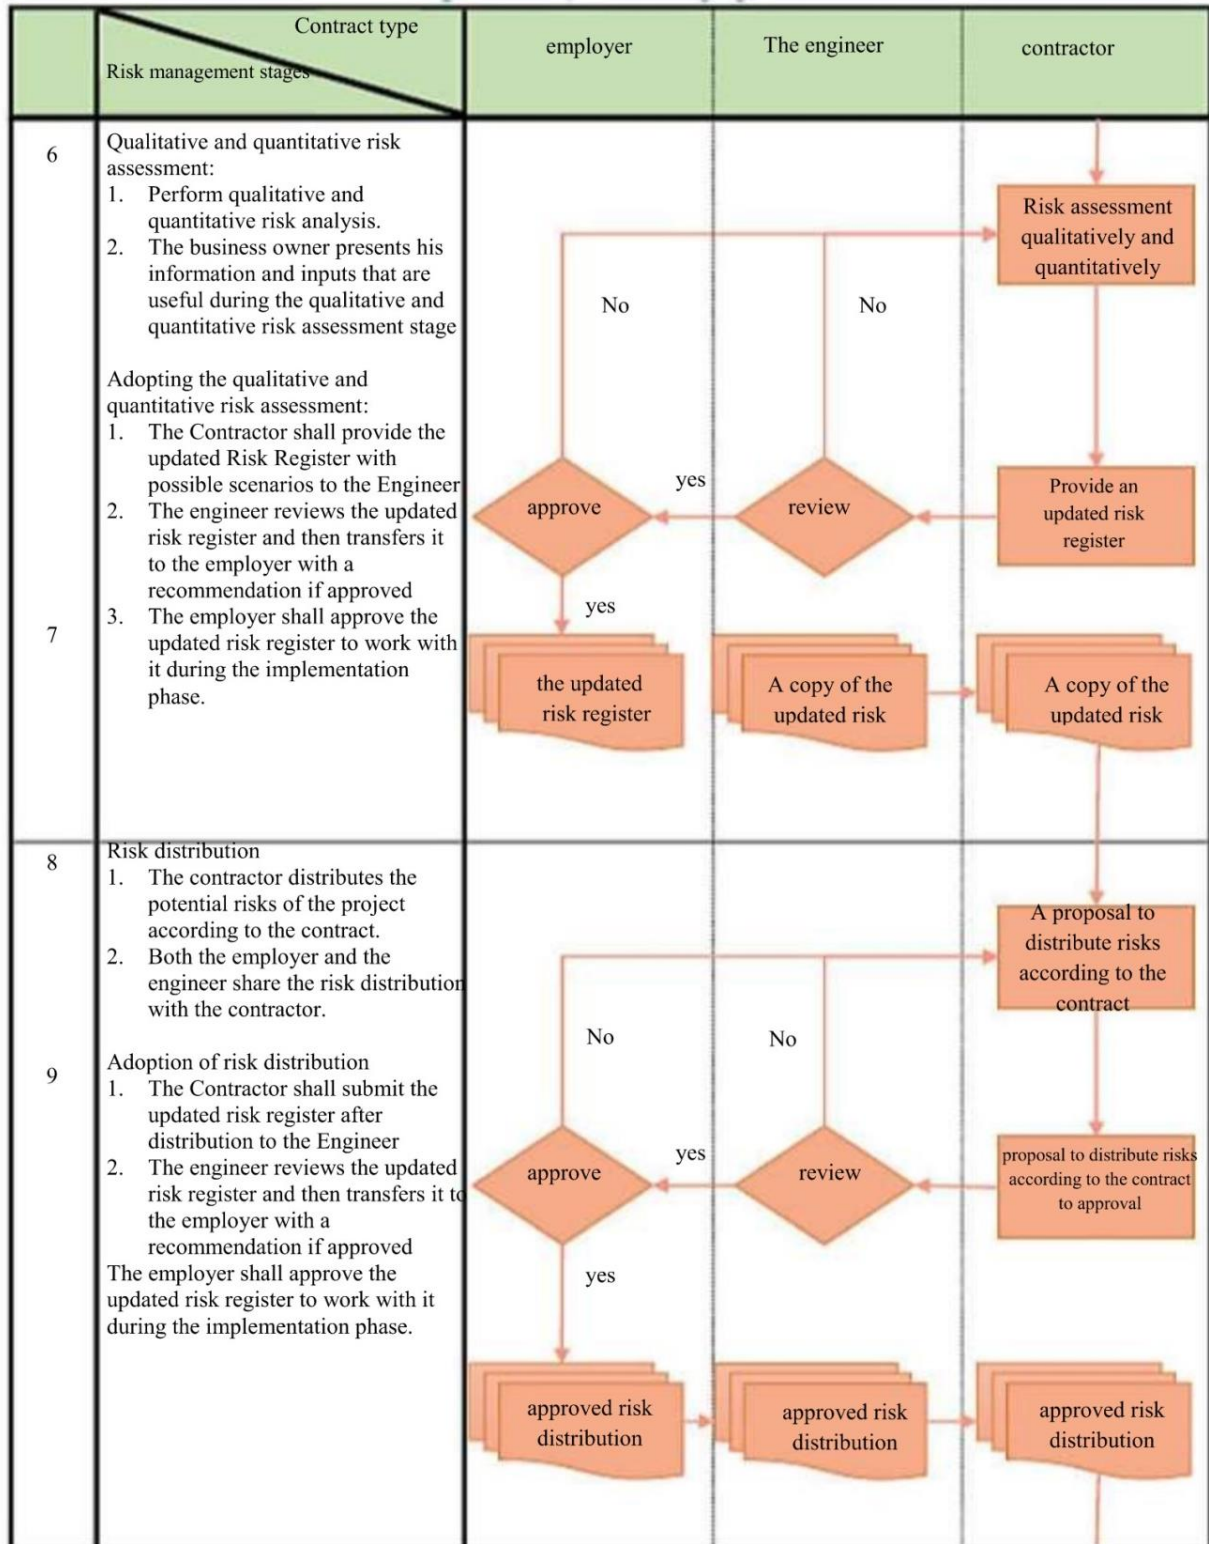 Contract type
Risk management stages
employer
The engineer
contractor
6
Qualitative and quantitative risk
assessment:
1. Perform qualitative and
quantitative risk analysis.
2. The business owner presents his
information and inputs that are
useful during the qualitative and
quantitative risk assessment stage
Adopting the qualitative and
quantitative risk assessment:
1. The Contractor shall provide the
updated Risk Register with
possible scenarios to the Engineer
2. The engineer reviews the updated
risk register and then transfers it
to the employer with a
recommendation if approved
7
3. The employer shall approve the
updated risk register to work with
it during the implementation
phase.
Risk assessment
qualitatively and
quantitatively
No
No
approve
yes
review
Provide an
updated risk
register
yes
the updated
risk register
A copy of the
updated risk
A copy of the
updated risk
8
Risk distribution
1. The contractor distributes the
potential risks of the project
according to the contract.
2. Both the employer and the
engineer share the risk distribution
with the contractor.
9
Adoption of risk distribution
1. The Contractor shall submit the
updated risk register after
distribution to the Engineer
2. The engineer reviews the updated
risk register and then transfers it to
the employer with a
recommendation if approved
The employer shall approve the
updated risk register to work with it
during the implementation phase.
A proposal to
distribute risks
according to the
contract
No
No
approve
yes
review
proposal to distribute risks
according to the contract
to approval
yes
approved risk
distribution
approved risk
distribution
approved risk
distribution